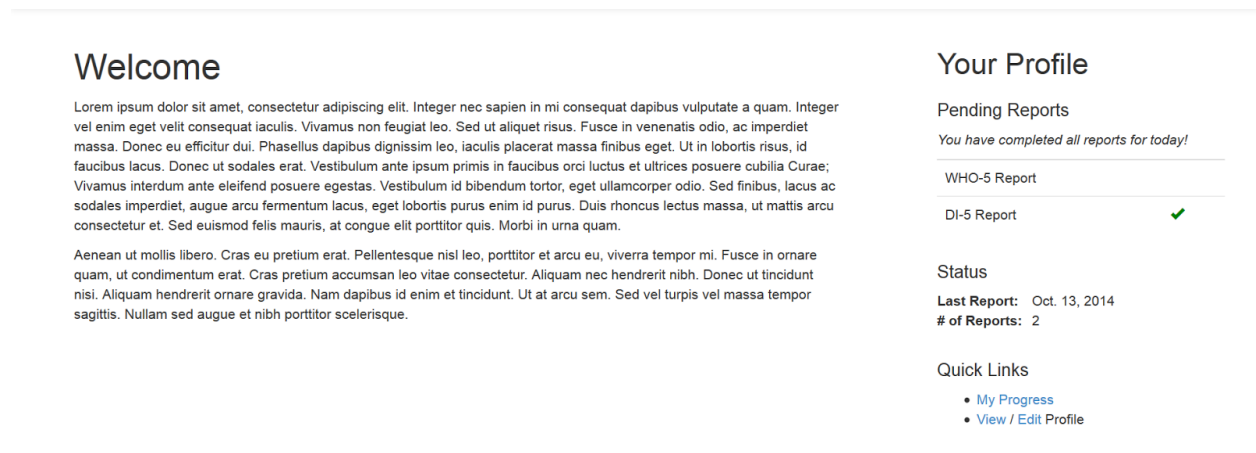 Welcome
Lorem ipsum dolor sit amet, consectetur adipiscing elit. Integer nec sapien in mi consequat dapibus vulputate a quam. Integer
vel enim eget velit consequat iaculis. Vivamus non feugiat leo. Sed ut aliquet risus. Fusce in venenatis odio, ac imperdiet
massa. Donec eu efficitur dui. Phasellus dapibus dignissim leo, iaculis placerat massa finibus eget. Ut in lobortis risus, id
faucibus lacus. Donec ut sodales erat. Vestibulum ante ipsum primis in faucibus orci luctus et ultrices posuere cubilia Curae;
Vivamus interdum ante eleifend posuere egestas. Vestibulum id bibendum tortor, eget ullamcorper odio. Sed finibus, lacus ac
sodales imperdiet, augue arcu fermentum lacus, eget lobortis purus enim id purus. Duis rhoncus lectus massa, ut mattis arcu
consectetur et. Sed euismod felis mauris, at congue elit porttitor quis. Morbi in urna quam.
Aenean ut mollis libero. Cras eu pretium erat. Pellentesque nisl leo, porttitor et arcu eu, viverra tempor mi. Fusce in ornare
quam, ut condimentum erat. Cras pretium accumsan leo vitae consectetur. Aliquam nec hendrerit nibh. Donec ut tincidunt
nisi. Aliquam hendrerit ornare gravida. Nam dapibus id enim et tincidunt. Ut at arcu sem. Sed vel turpis vel massa tempor
sagittis. Nullam sed augue et nibh porttitor scelerisque.
Your Profile
Pending Reports
You have completed all reports for today!
WHO-5 Report
DI-5 Report
Status
Last Report: Oct. 13, 2014
# of Reports: 2
Quick Links
My Progress
View / Edit Profile